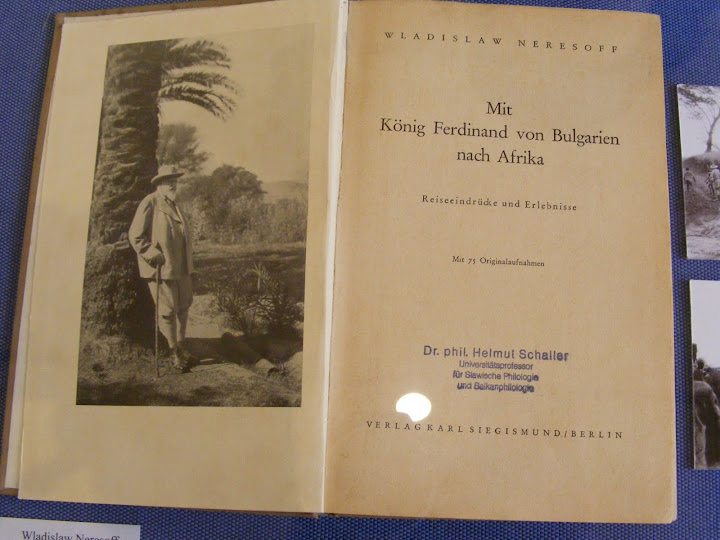 WLADISLAW NERESOFF
Mit
König Ferdinand von Bulgarien
nach Afrika
Reiseeindrücke und Erlebnisse
Mit 75 Originalaufnahmen
Dr. phil. Helmut Schaller
Universitätsprofessor
für Slawische Philologie
und Balkanphilologie
VERLAG KARL SIEGISMUND/BERLIN
Wladislaw Neresoff